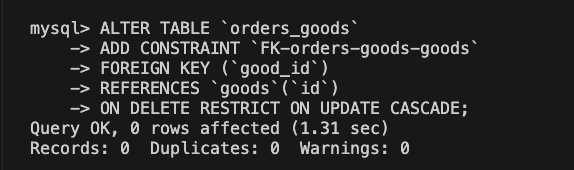 mysql> ALTER TABLE `orders_goods`
    -> ADD CONSTRAINT `FK-orders-goods-goods`
    -> FOREIGN KEY (`good_id`)
    -> REFERENCES `goods`(`id`)
    -> ON DELETE RESTRICT ON UPDATE CASCADE;
Query OK, 0 rows affected (1.31 sec)
Records: 0  Duplicates: 0  Warnings: 0